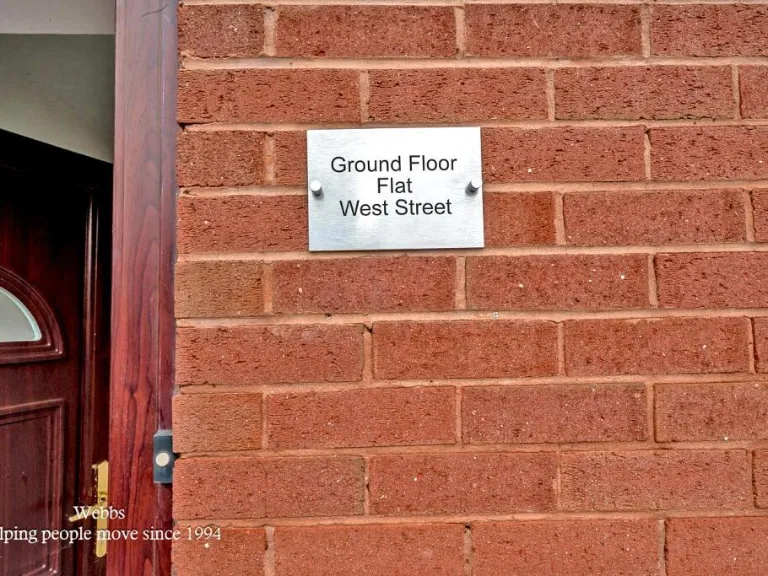 Ground Floor
Flat
West Street
Webbs
lping people move since 1994